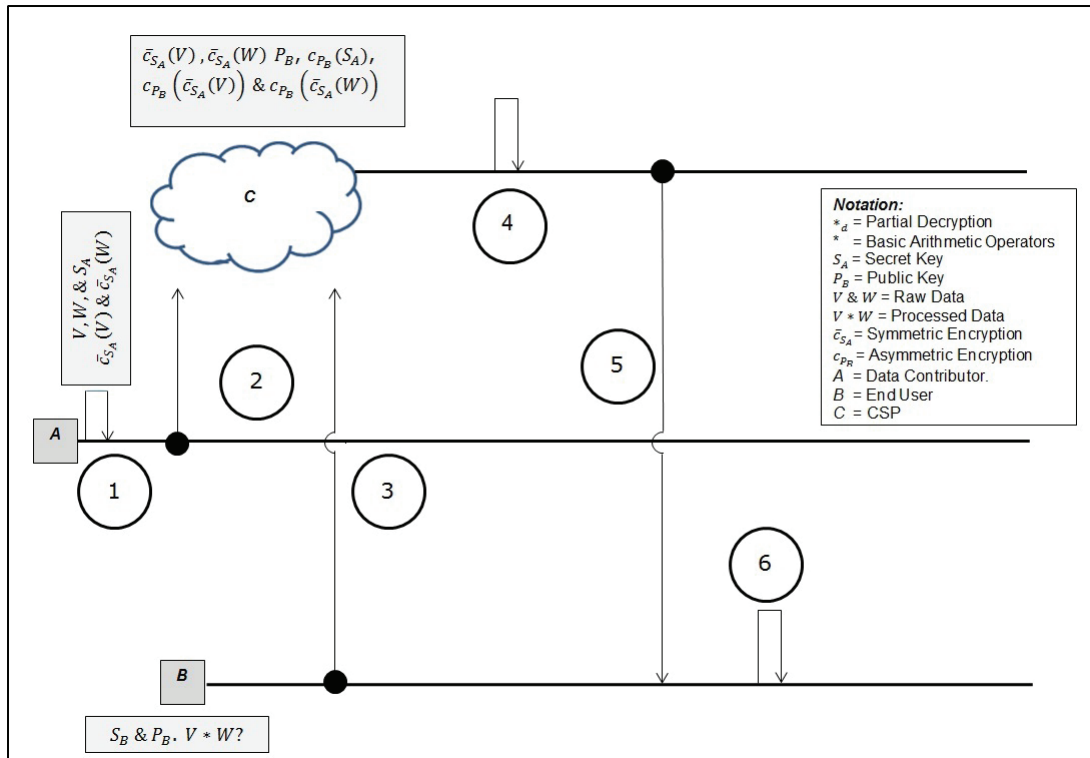 c̄_{S_A}(V) , c̄_{S_A}(W) P_B, c_{P_B}(S_A),
c_{P_B}(c̄_{S_A}(V)) & c_{P_B}(c̄_{S_A}(W))
C
4
V, W, & S_A
c̄_{S_A}(V) & c̄_{S_A}(W)
Notation:
*_d = Partial Decryption
* = Basic Arithmetic Operators
S_A = Secret Key
P_B = Public Key
V & W = Raw Data
V * W = Processed Data
c̄_{S_A} = Symmetric Encryption
c_{P_B} = Asymmetric Encryption
A = Data Contributor.
B = End User
C = CSP
2
5
A
1
3
6
B
S_B & P_B. V * W?